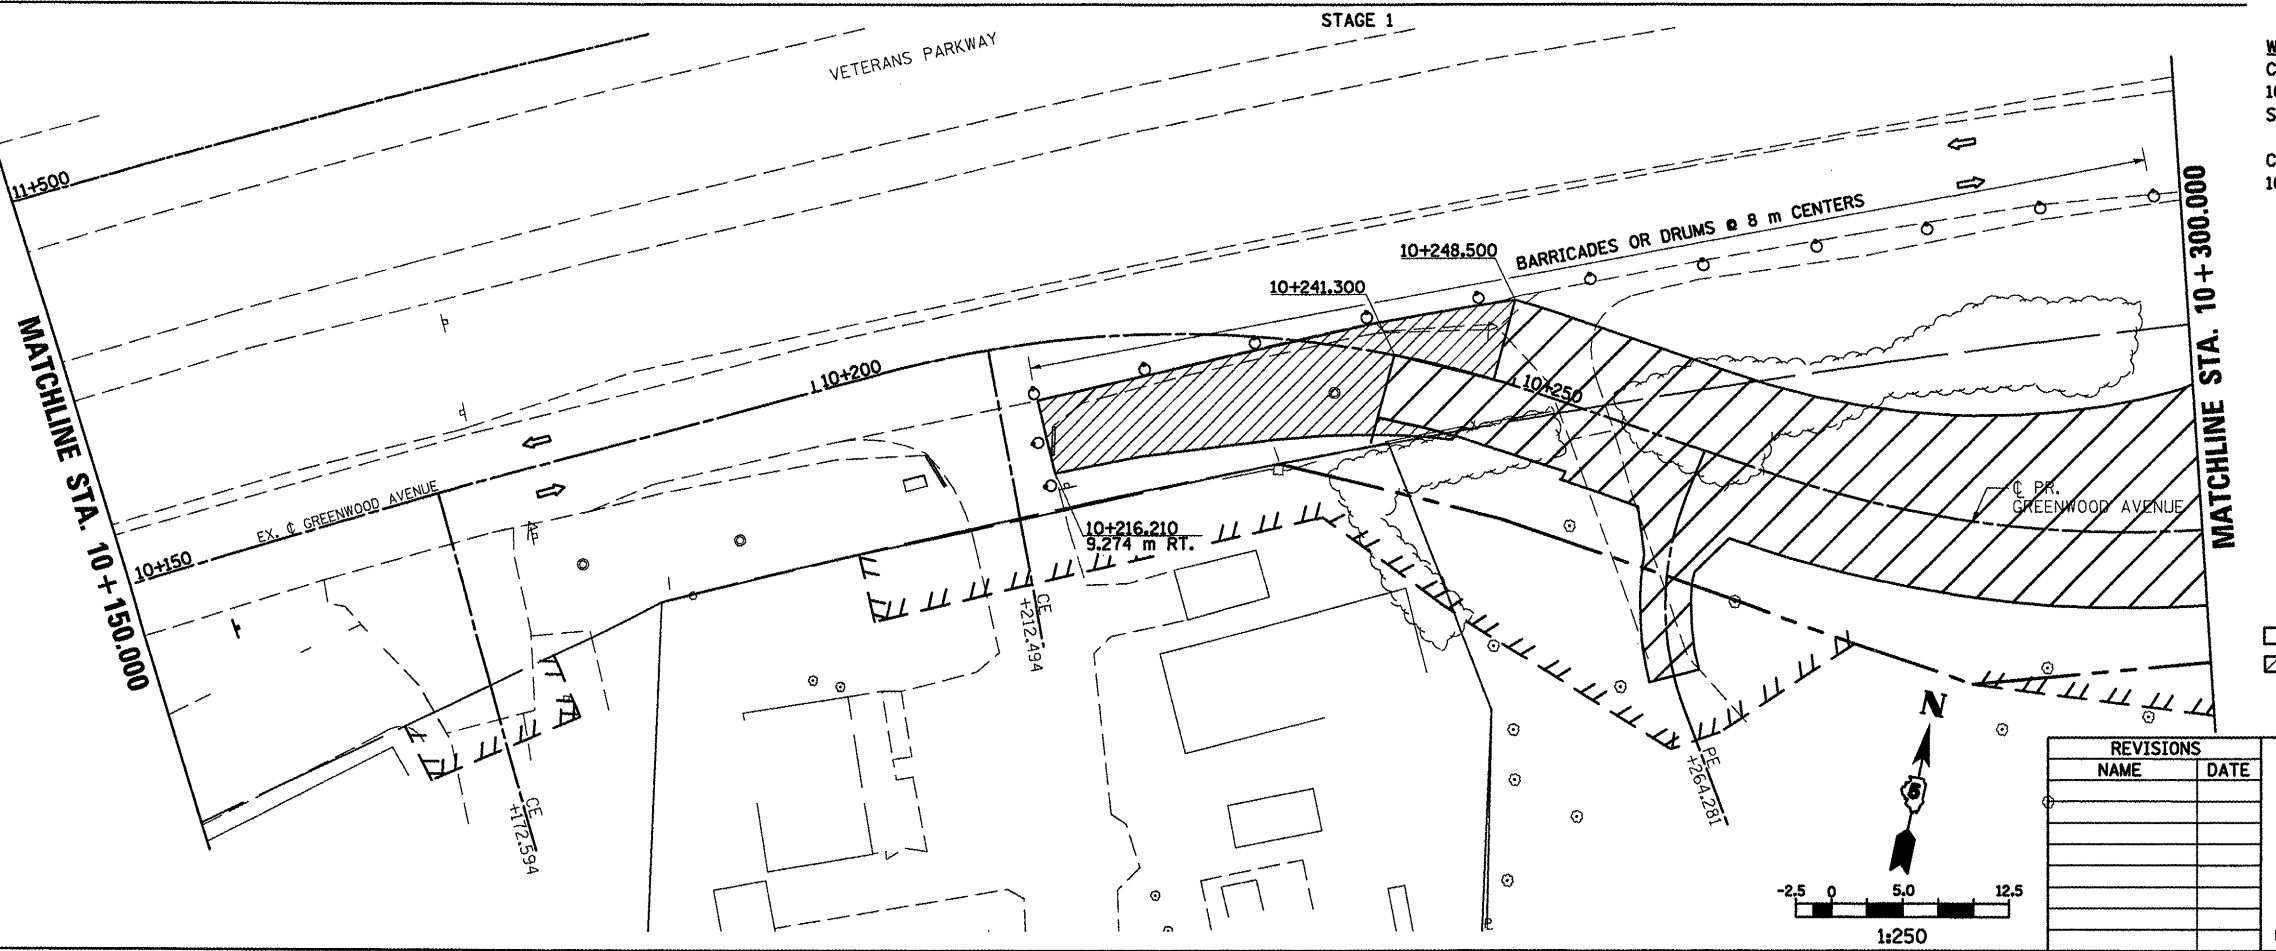 STAGE 1
VETERANS PARKWAY
11+500
MATCHLINE STA. 10+150.000
10+150
EX. ℄ GREENWOOD AVENUE
10+200
10+216.210
9.274 m RT.
10+241.300
10+248.500
BARRICADES OR DRUMS @ 8 m CENTERS
10+250
℄ PR.
GREENWOOD AVENUE
MATCHLINE STA. 10+300.000
CE
+172.594
CE
+212.494
PE
+264.281
N
-2.5 0 5.0 12.5
1:250
REVISIONS
NAME DATE
W
C
10
S
C
10